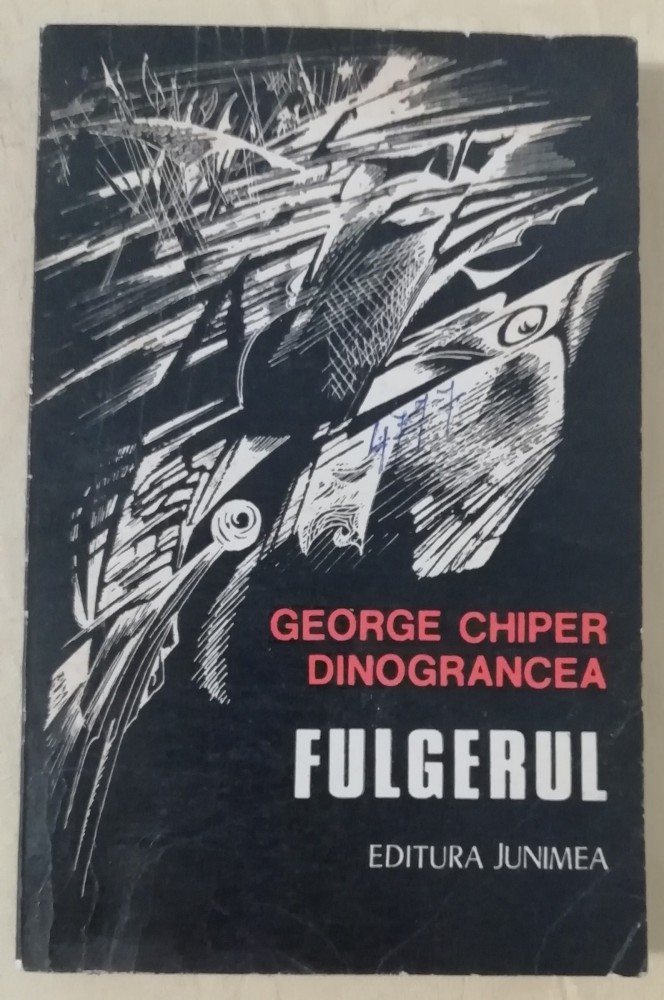 4777
GEORGE CHIPER
DINOGRANCEA
FULGERUL
EDITURA JUNIMEA